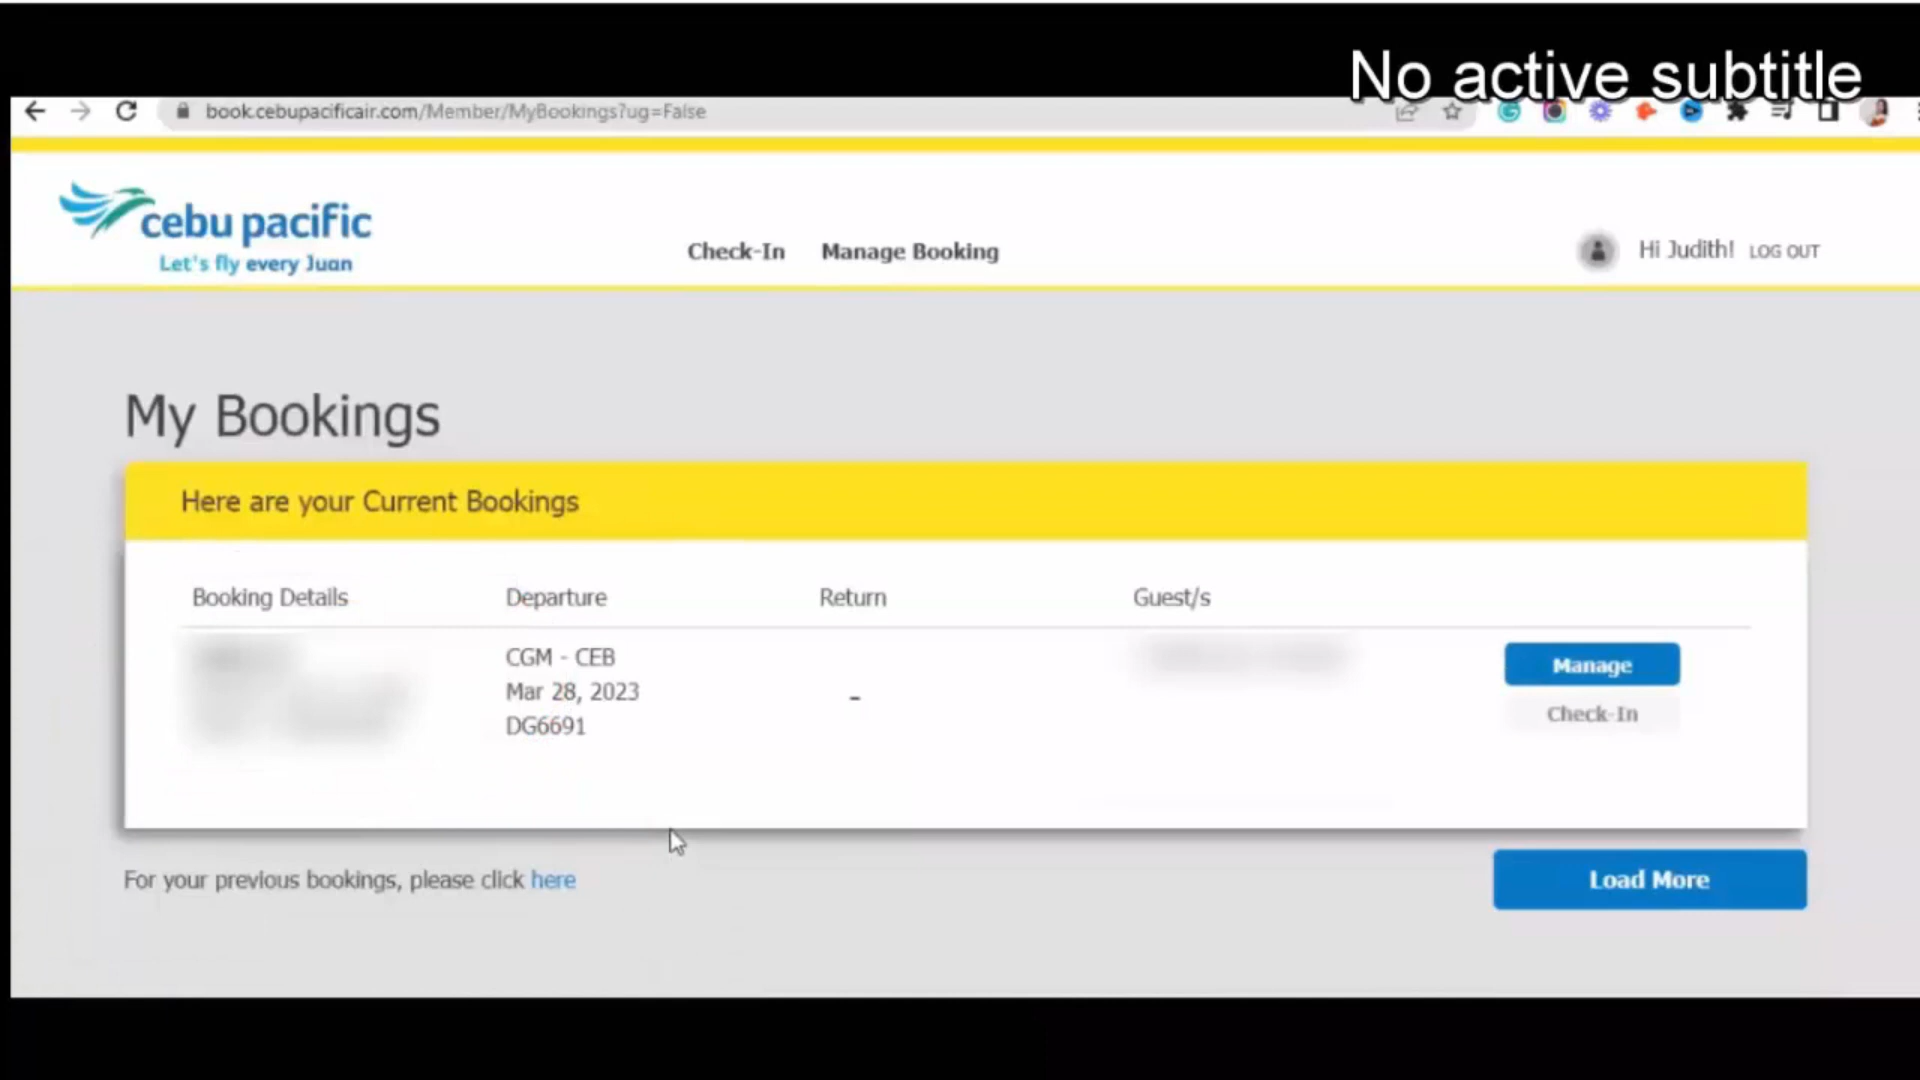 No active subtitle
book.cebupacificair.com/Member/MyBookings?ug=False
cebu pacific
Let's fly every Juan
Check-In
Manage Booking
Hi Judith!
LOG OUT
My Bookings
Here are your Current Bookings
Booking Details
Departure
Return
Guest/s
CGM - CEB
Mar 28, 2023
DG6691
-
Manage
Check-In
For your previous bookings, please click here
Load More